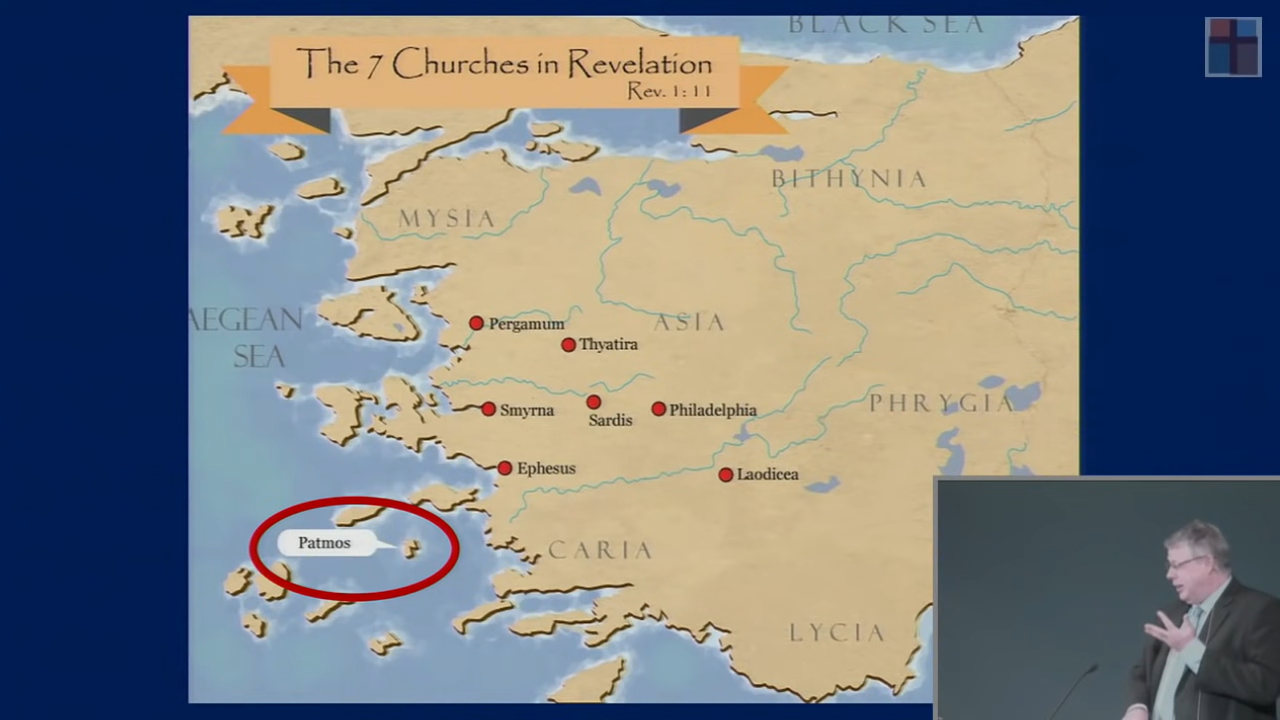 BLACK SEA
The 7 Churches in Revelation
Rev. 1:11
BITHYNIA
MYSIA
AEGEAN
SEA
ASIA
Pergamum
Thyatira
PHRYGIA
Smyrna
Sardis
Philadelphia
Ephesus
Laodicea
Patmos
CARIA
LYCIA